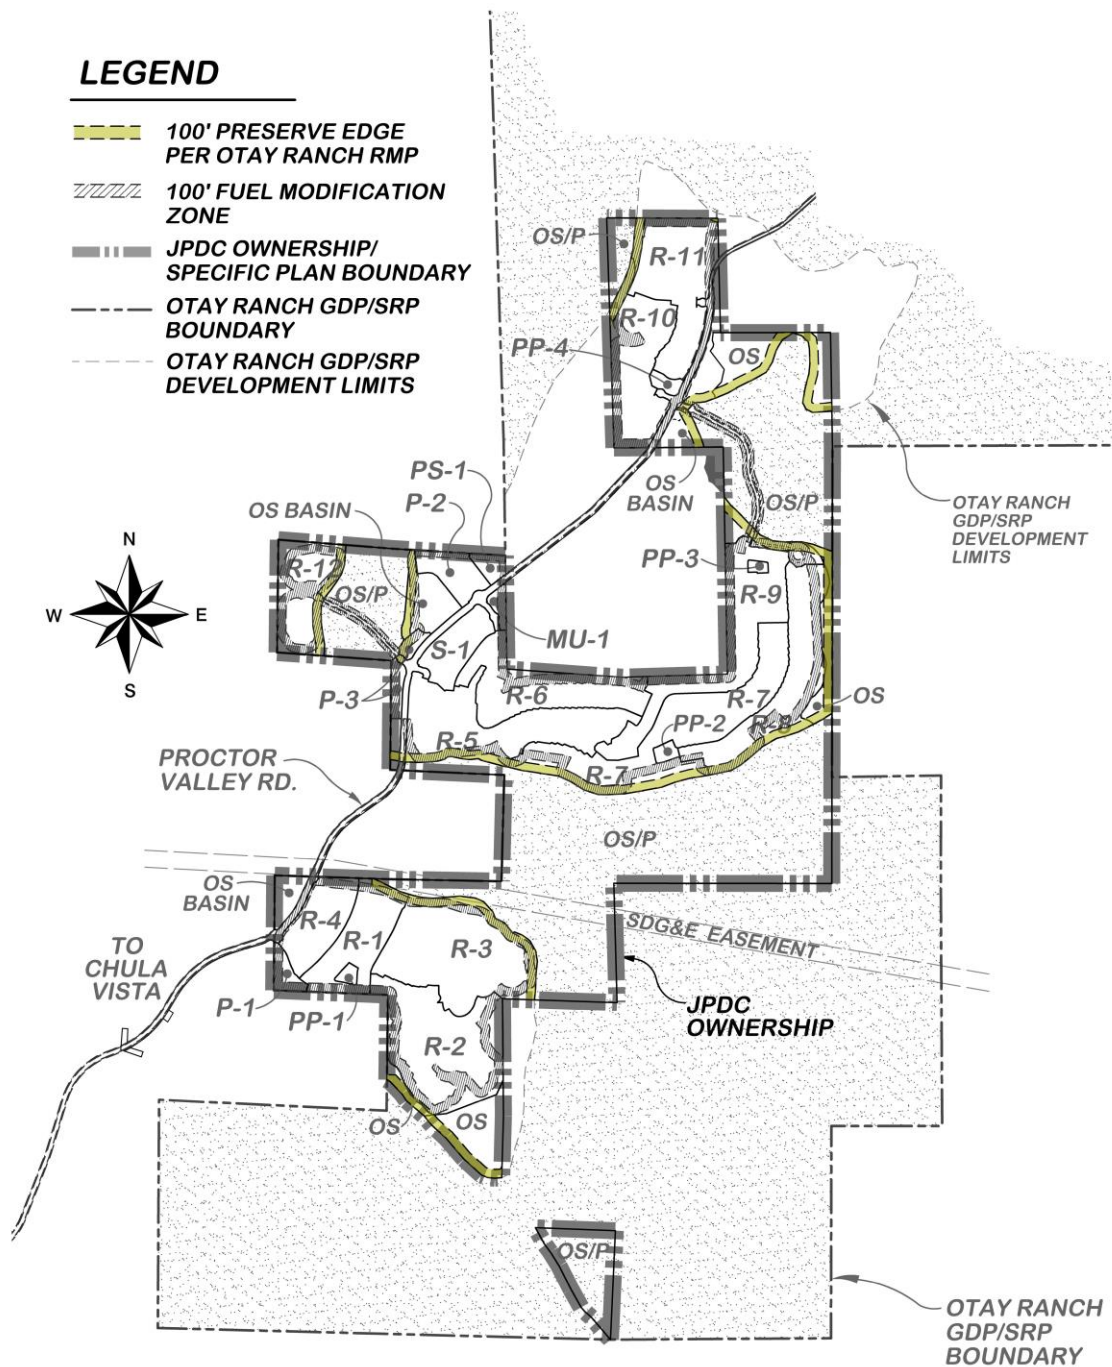 LEGEND
100' PRESERVE EDGE
PER OTAY RANCH RMP
100' FUEL MODIFICATION
ZONE
JPDC OWNERSHIP/
SPECIFIC PLAN BOUNDARY
OTAY RANCH GDP/SRP
BOUNDARY
OTAY RANCH GDP/SRP
DEVELOPMENT LIMITS
OS/P
R-11
R-10
PP-4
OS
OS
BASIN
OS/P
OTAY RANCH
GDP/SRP
DEVELOPMENT
LIMITS
PS-1
P-2
OS BASIN
N
W
E
S
R-12
OS/P
PP-3
R-9
S-1
MU-1
P-3
R-6
R-7
OS
PP-2
R-8
R-5
R-7
PROCTOR
VALLEY RD.
OS/P
OS
BASIN
R-4
R-1
R-3
SDG&E EASEMENT
TO
CHULA
VISTA
P-1
PP-1
JPDC
OWNERSHIP
R-2
OS
OS
OS/P
OTAY RANCH
GDP/SRP
BOUNDARY